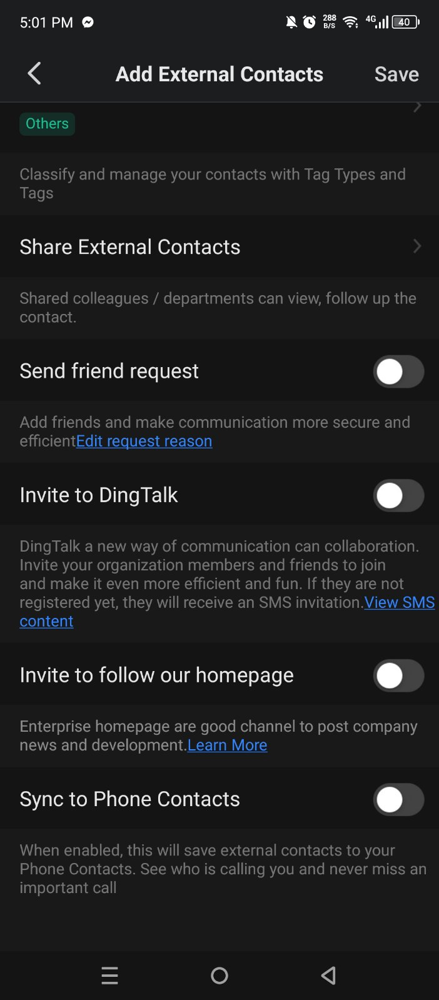 5:01 PM 288 B/S 4G 40
Add External Contacts Save
Others
Classify and manage your contacts with Tag Types and
Tags
Share External Contacts
Shared colleagues / departments can view, follow up the
contact.
Send friend request
Add friends and make communication more secure and
efficientEdit request reason
Invite to DingTalk
DingTalk a new way of communication can collaboration.
Invite your organization members and friends to join
and make it even more efficient and fun. If they are not
registered yet, they will receive an SMS invitation.View SMS
content
Invite to follow our homepage
Enterprise homepage are good channel to post company
news and development.Learn More
Sync to Phone Contacts
When enabled, this will save external contacts to your
Phone Contacts. See who is calling you and never miss an
important call